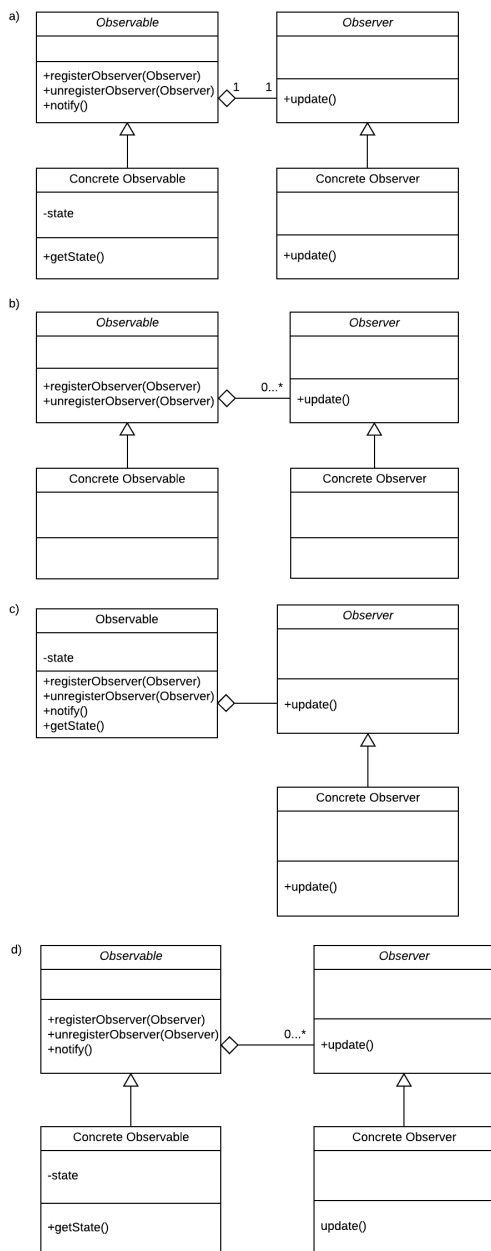 a)
Observable
Observer
+registerObserver(Observer)
+unregisterObserver(Observer)
+notify()
1
1
+update()
Concrete Observable
Concrete Observer
-state
+getState()
+update()
b)
Observable
Observer
+registerObserver(Observer)
+unregisterObserver(Observer)
0...*
+update()
Concrete Observable
Concrete Observer
c)
Observable
Observer
-state
+registerObserver(Observer)
+unregisterObserver(Observer)
+notify()
+getState()
+update()
Concrete Observer
+update()
d)
Observable
Observer
+registerObserver(Observer)
+unregisterObserver(Observer)
+notify()
0...*
+update()
Concrete Observable
Concrete Observer
-state
+getState()
update()